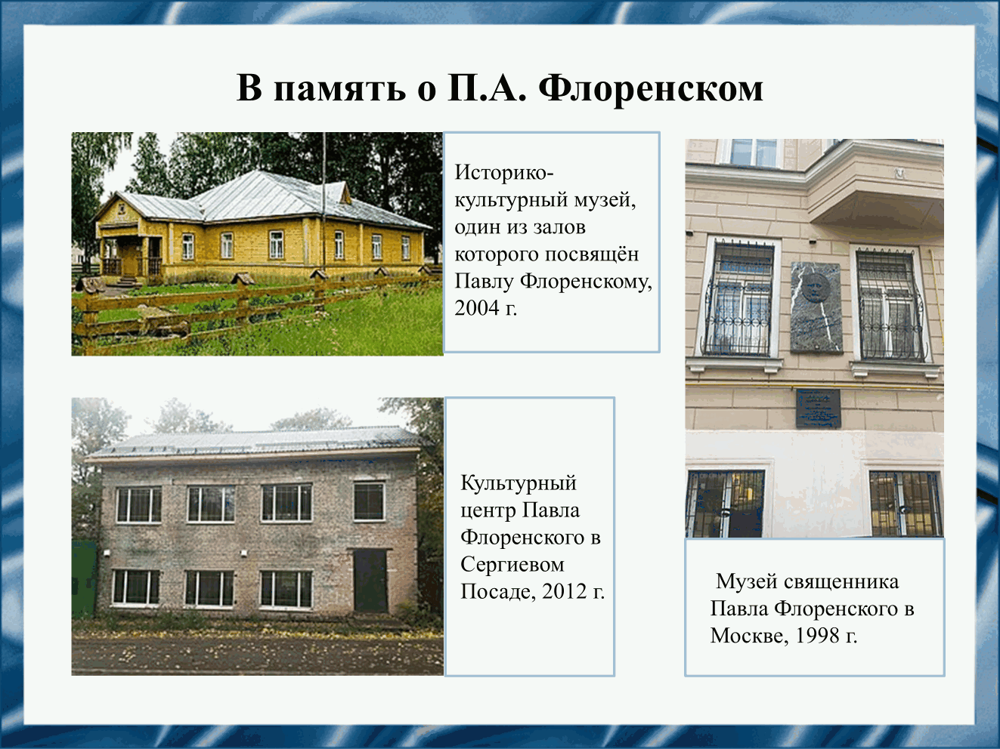 В память о П.А. Флоренском
Историко-
культурный музей,
один из залов
которого посвящён
Павлу Флоренскому,
2004 г.
Культурный
центр Павла
Флоренского в
Сергиевом
Посаде, 2012 г.
Музей священника
Павла Флоренского в
Москве, 1998 г.